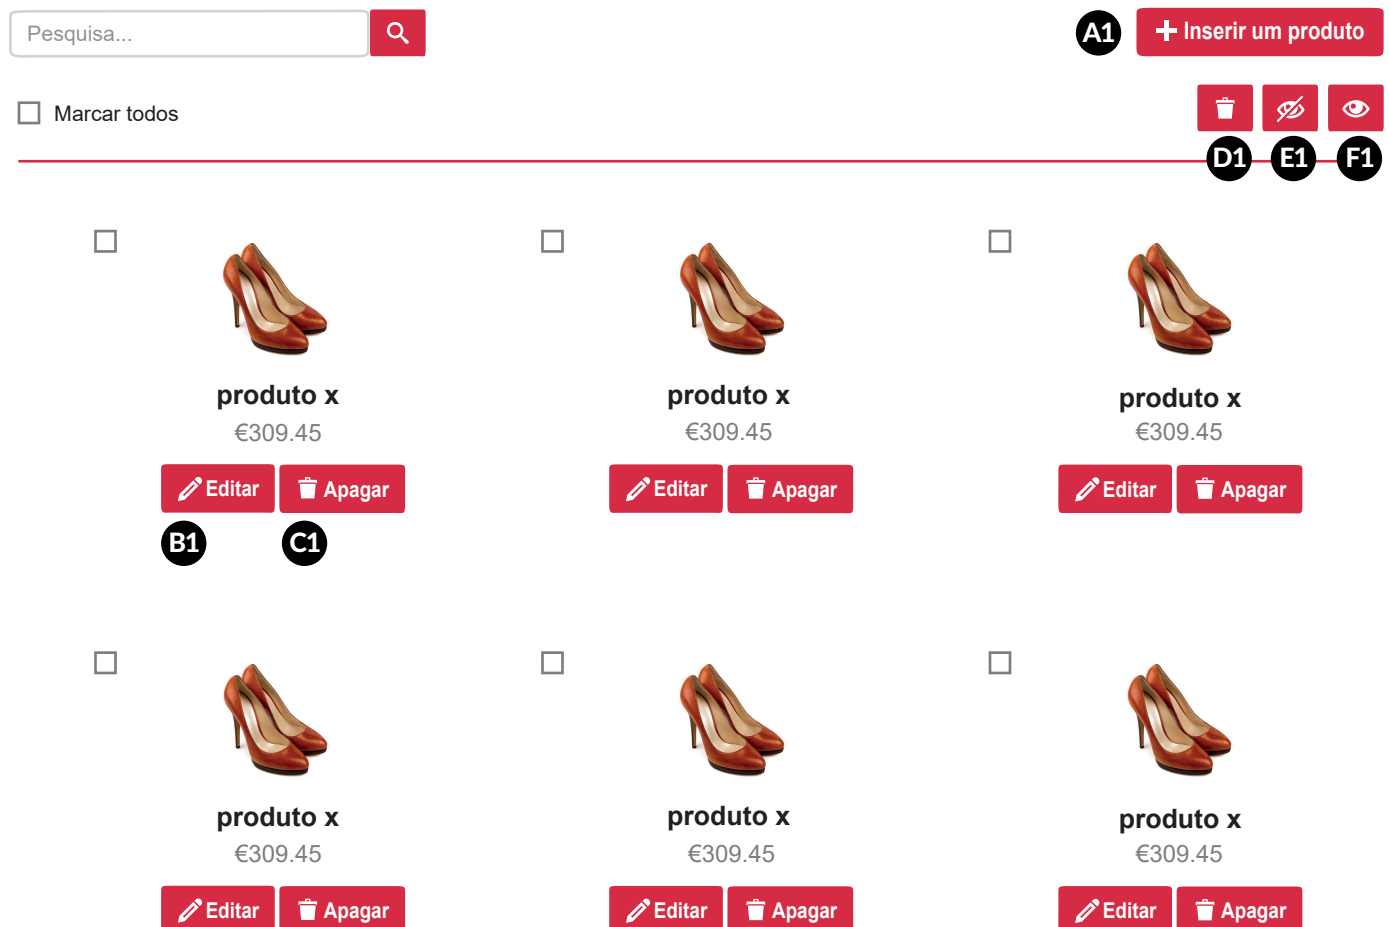 Pesquisa...
A1
Inserir um produto
Marcar todos
D1 E1 F1
produto x produto x produto x
€309.45 €309.45 €309.45
Editar Apagar Editar Apagar Editar Apagar
B1 C1
produto x produto x produto x
€309.45 €309.45 €309.45
Editar Apagar Editar Apagar Editar Apagar